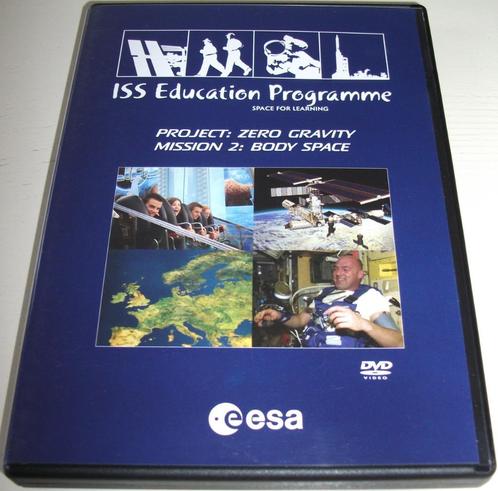 ISS Education Programme
SPACE FOR LEARNING
PROJECT: ZERO GRAVITY
MISSION 2: BODY SPACE
DVD
VIDEO
esa